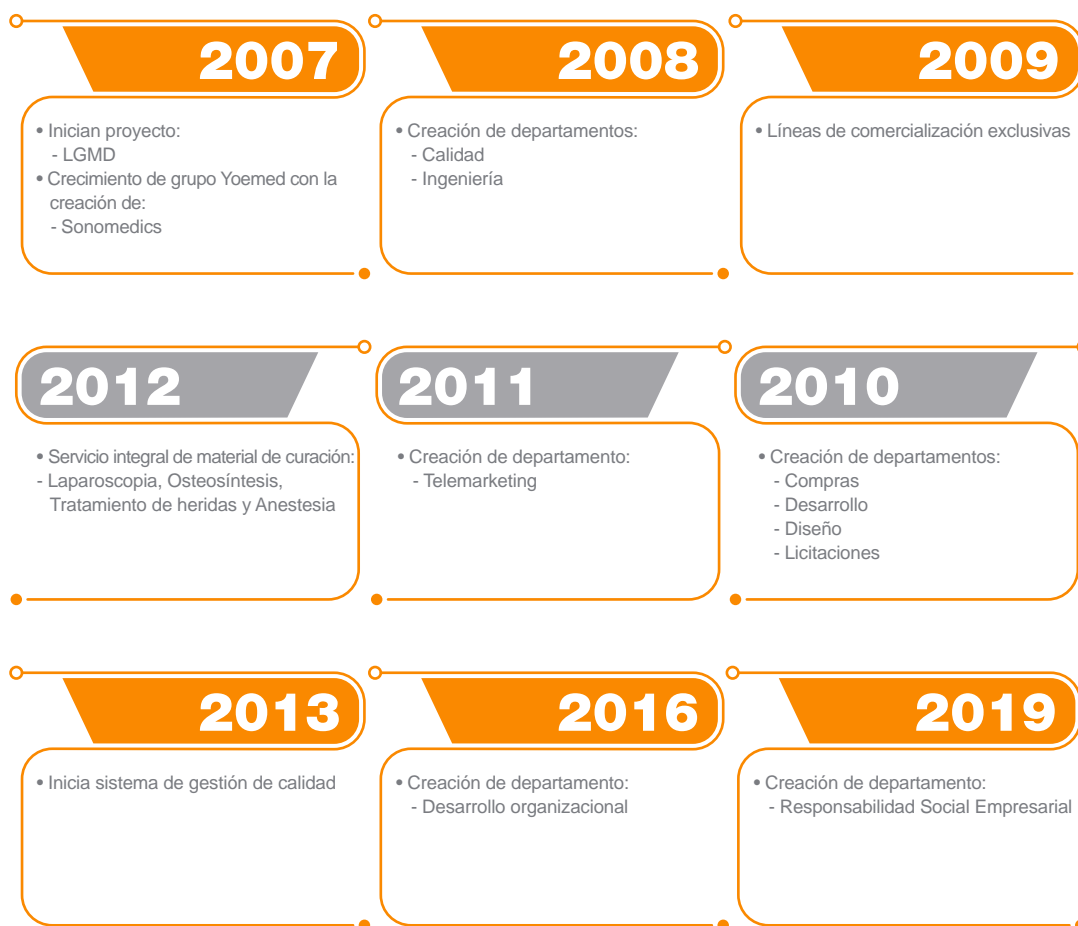 2007
• Inician proyecto:
- LGMD
• Crecimiento de grupo Yoemed con la
creación de:
- Sonomedics
2008
• Creación de departamentos:
- Calidad
- Ingeniería
2009
• Líneas de comercialización exclusivas
2012
• Servicio integral de material de curación:
- Laparoscopia, Osteosíntesis,
Tratamiento de heridas y Anestesia
2011
• Creación de departamento:
- Telemarketing
2010
• Creación de departamentos:
- Compras
- Desarrollo
- Diseño
- Licitaciones
2013
• Inicia sistema de gestión de calidad
2016
• Creación de departamento:
- Desarrollo organizacional
2019
• Creación de departamento:
- Responsabilidad Social Empresarial